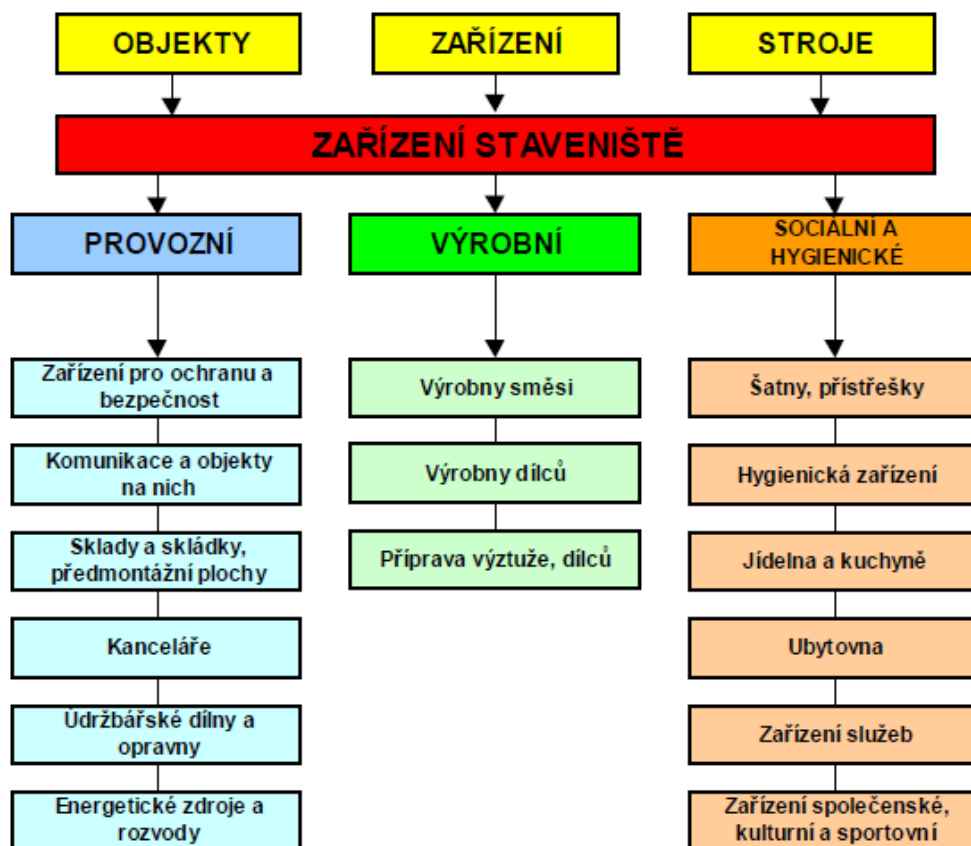 OBJEKTY
ZAŘÍZENÍ
STROJE
ZAŘÍZENÍ STAVENIŠTĚ
PROVOZNÍ
VÝROBNÍ
SOCIÁLNÍ A
HYGIENICKÉ
Zařízení pro ochranu a
bezpečnost
Komunikace a objekty
na nich
Sklady a skládky,
předmontážní plochy
Kanceláře
Údržbářské dílny a
opravny
Energetické zdroje a
rozvody
Výrobny směsi
Výrobny dílců
Příprava výztuže, dílců
Šatny, přístřešky
Hygienická zařízení
Jídelna a kuchyně
Ubytovna
Zařízení služeb
Zařízení společenské,
kulturní a sportovní